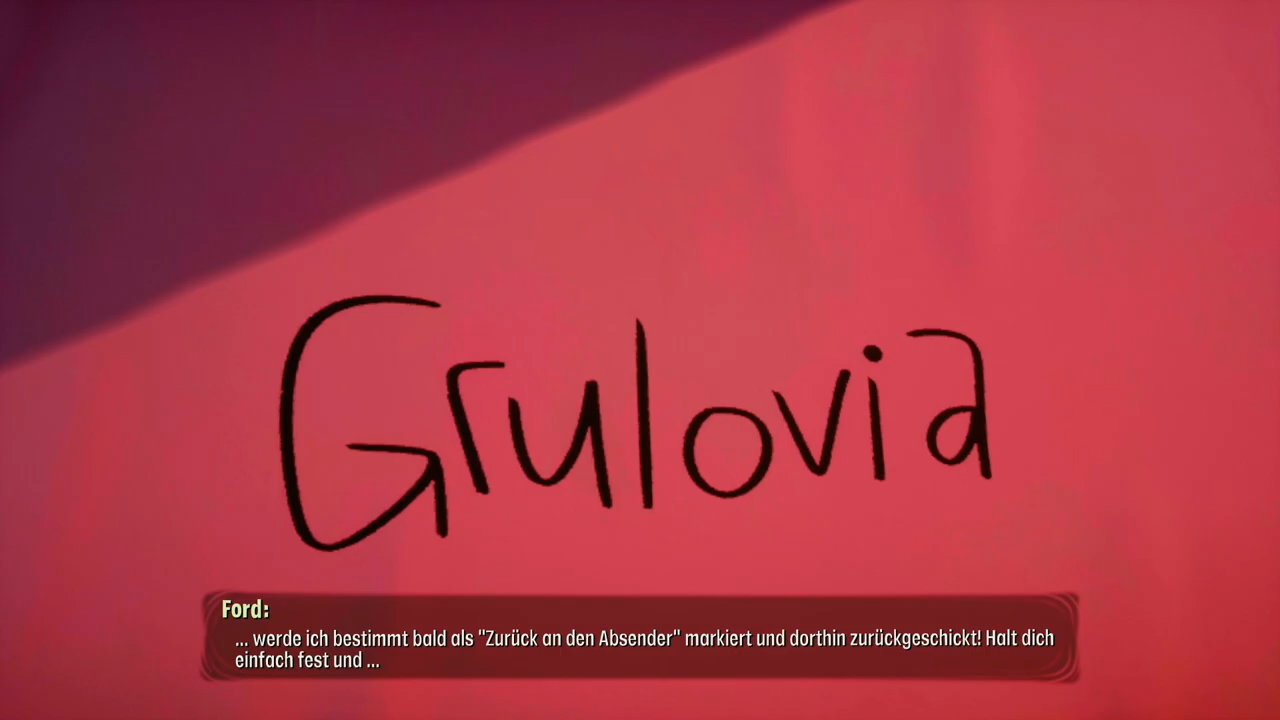 Grulovia
Ford:
... werde ich bestimmt bald als "Zurück an den Absender" markiert und dorthin zurückgeschickt! Halt dich
einfach fest und ...